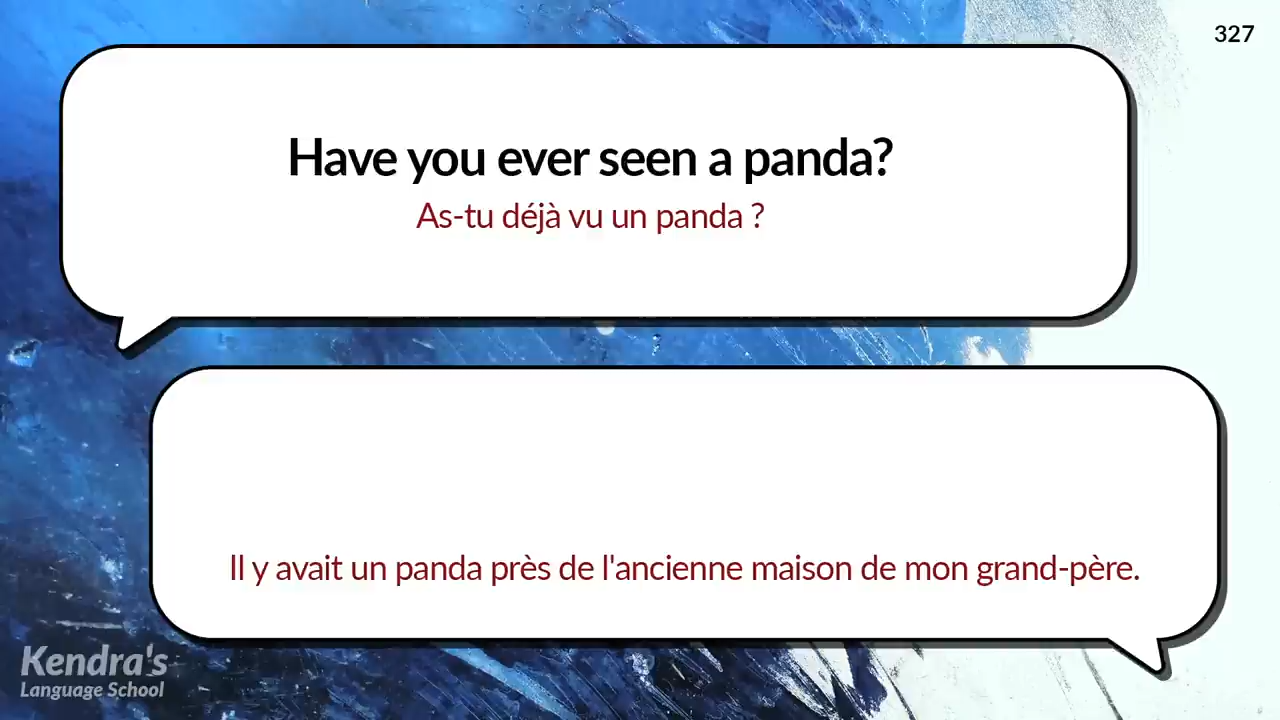 327
Have you ever seen a panda?
As-tu déjà vu un panda ?
Il y avait un panda près de l'ancienne maison de mon grand-père.
Kendra's
Language School